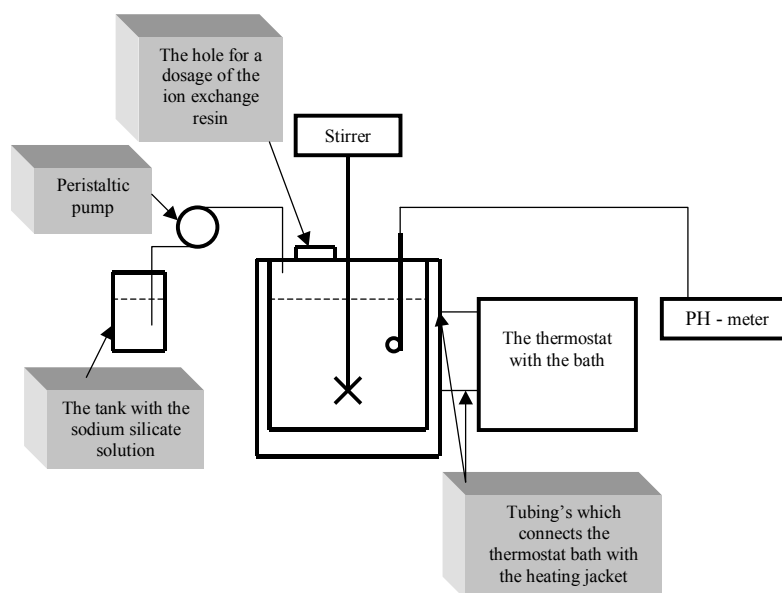 The hole for a
dosage of the
ion exchange
resin
Stirrer
Peristaltic
pump
The thermostat
with the bath
PH - meter
The tank with the
sodium silicate
solution
Tubing's which
connects the
thermostat bath with
the heating jacket